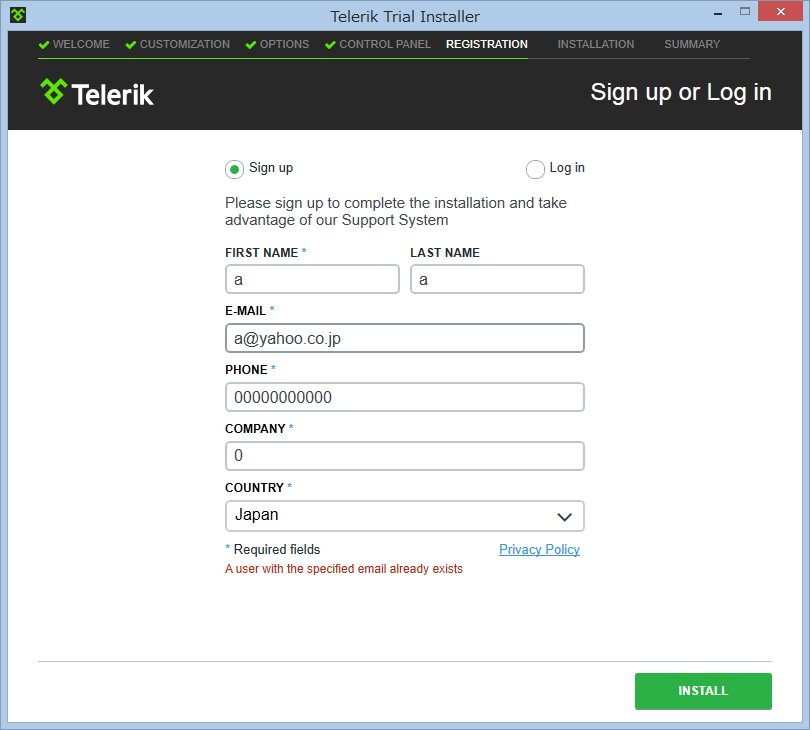 Telerik Trial Installer
WELCOME CUSTOMIZATION OPTIONS CONTROL PANEL REGISTRATION INSTALLATION SUMMARY
Telerik Sign up or Log in
Sign up Log in
Please sign up to complete the installation and take
advantage of our Support System
FIRST NAME * LAST NAME
a a
E-MAIL *
a@yahoo.co.jp
PHONE *
00000000000
COMPANY *
0
COUNTRY *
Japan
* Required fields Privacy Policy
A user with the specified email already exists
INSTALL